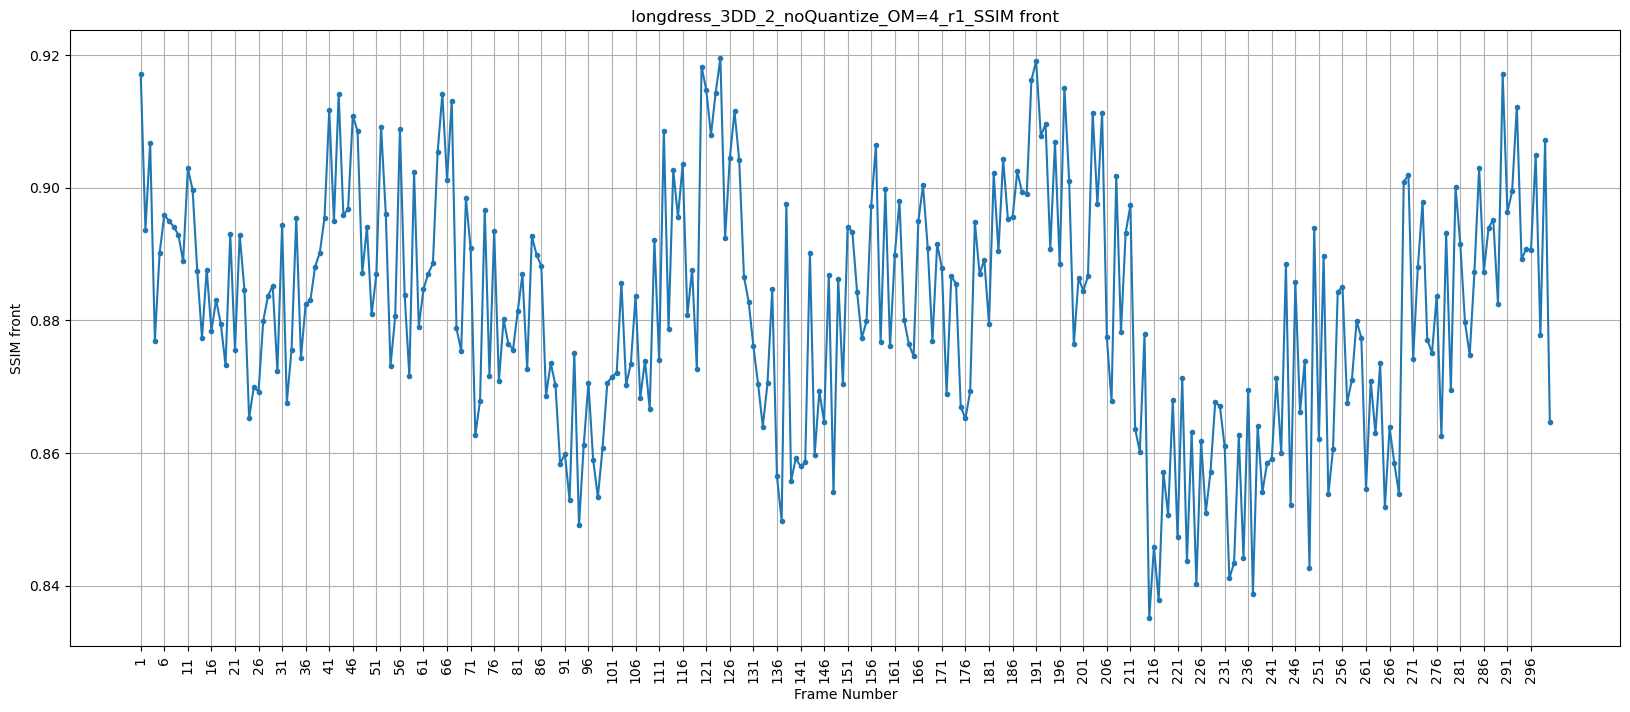 longdress_3DD_2_noQuantize_OM=4_r1_SSIM front
0.92
0.90
0.88
0.86
0.84
SSIM front
1 6 11 16 21 26 31 36 41 46 51 56 61 66 71 76 81 86 91 96 101 106 111 116 121 126 131 136 141 146 151 156 161 166 171 176 181 186 191 196 201 206 211 216 221 226 231 236 241 246 251 256 261 266 271 276 281 286 291 296
Frame Number